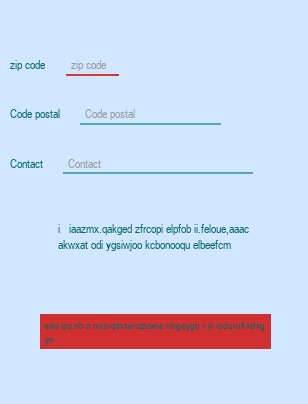 zip code zip code
Code postal Code postal
Contact Contact
i iaazmx.qakged zfrcopi elpfob ii.feloue,aaac
akwxat odi ygsiwjoo kcbonooqu elbeefcm
yn